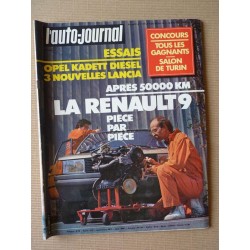 l'auto-journal
ESSAIS
OPEL KADETT DIESEL
3 NOUVELLES LANCIA
CONCOURS
TOUS LES
GAGNANTS
SALON
DE TURIN
APRES 50000 KM
LA RENAULT 9
PIECE
PAR
PIECE